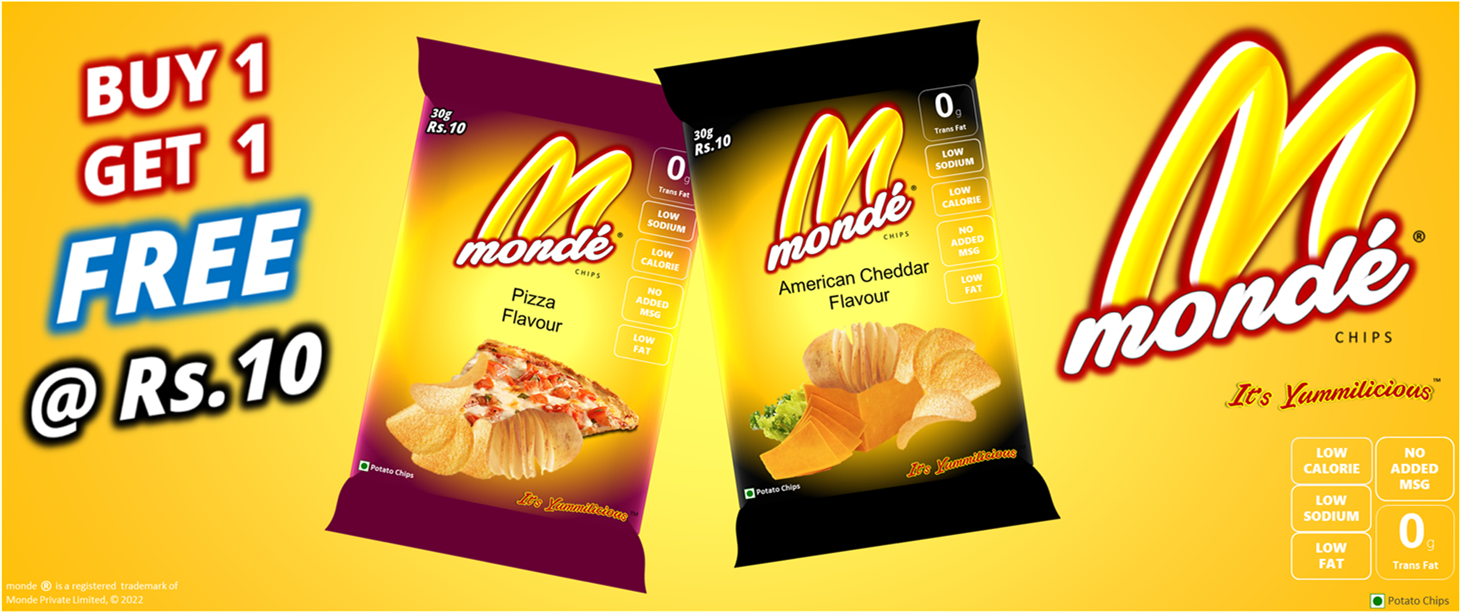 BUY 1
GET 1
FREE
@ Rs.10
30g
Rs.10
mondé ®
CHIPS
Pizza
Flavour
0g
Trans Fat
LOW
SODIUM
LOW
CALORIE
NO
ADDED
MSG
LOW
FAT
Potato Chips
It's Yummilicious™
30g
Rs.10
mondé ®
CHIPS
American Cheddar
Flavour
0g
Trans Fat
LOW
SODIUM
LOW
CALORIE
NO
ADDED
MSG
LOW
FAT
Potato Chips
It's Yummilicious
mondé ®
CHIPS
It's Yummilicious™
LOW
CALORIE
NO
ADDED
MSG
LOW
SODIUM
LOW
FAT
0g
Trans Fat
Potato Chips
monde ® is a registered trademark of
Monde Private Limited, © 2022